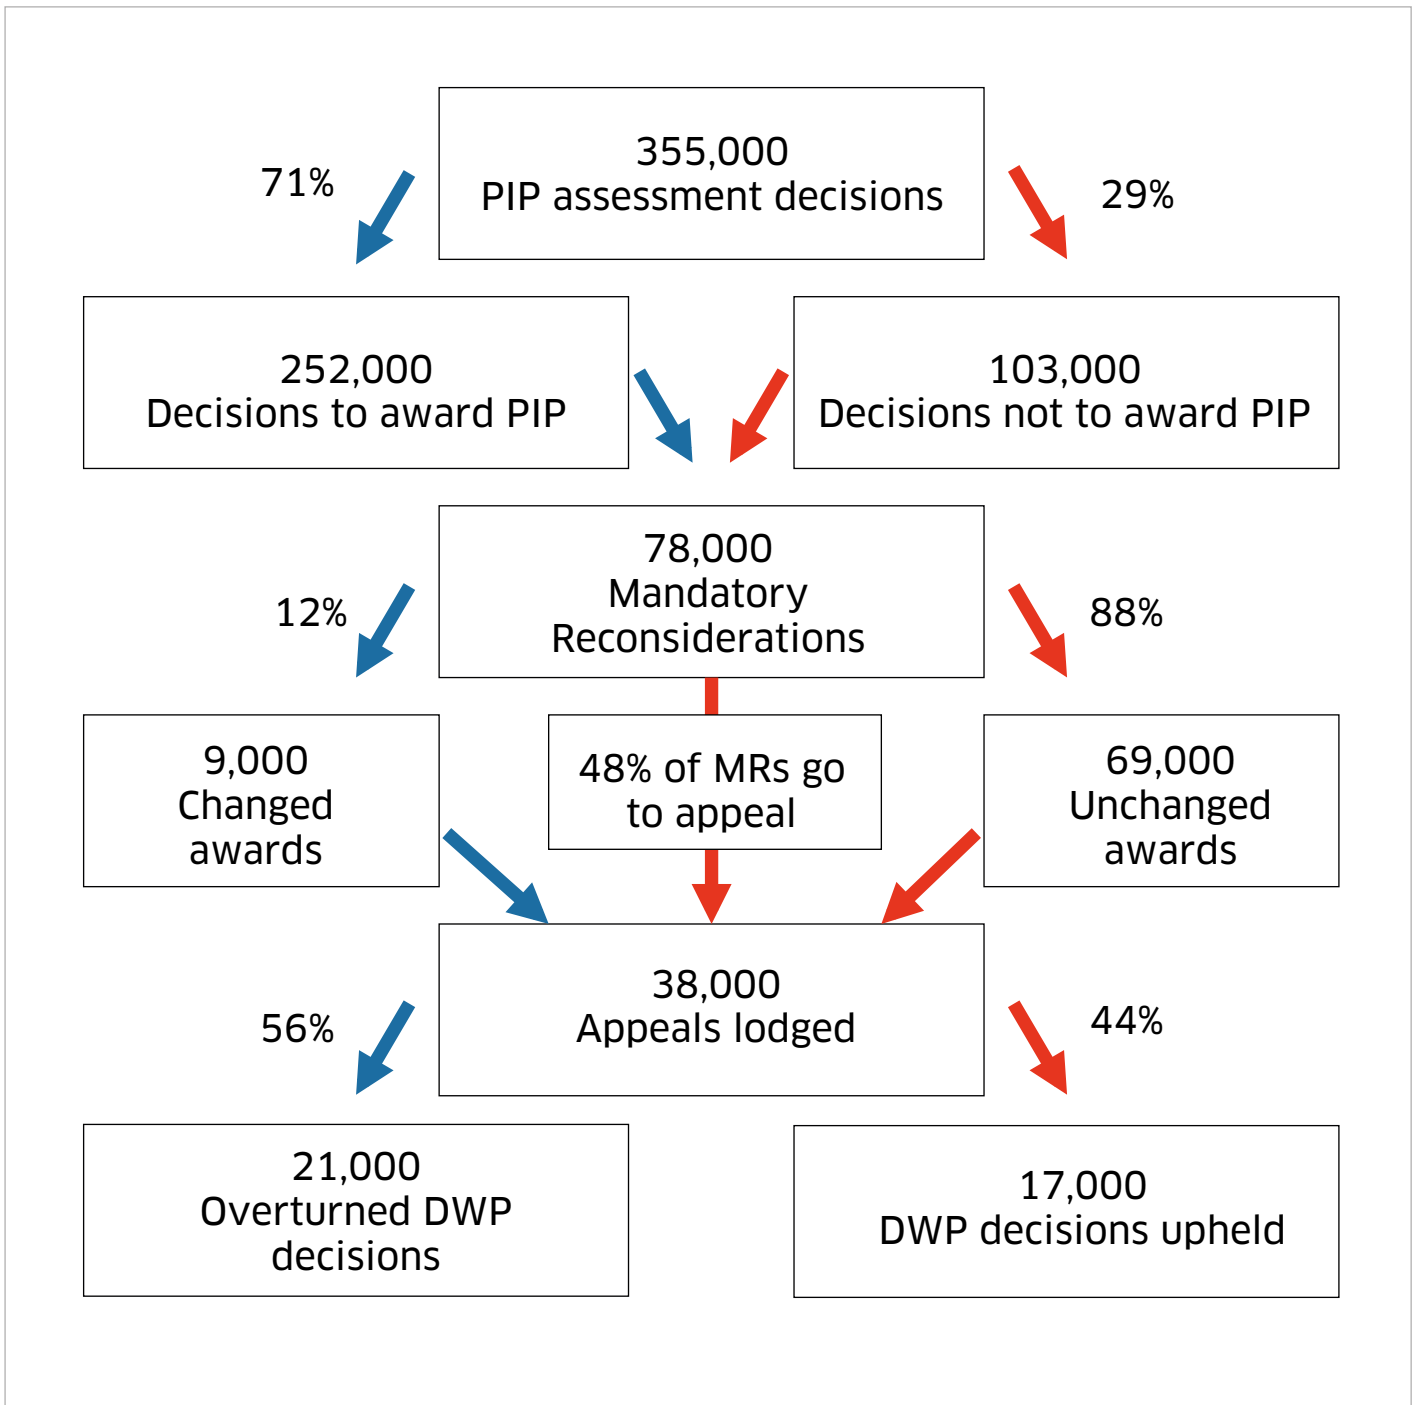 355,000
PIP assessment decisions
71%
29%
252,000
Decisions to award PIP
103,000
Decisions not to award PIP
78,000
Mandatory
Reconsiderations
12%
88%
9,000
Changed
awards
48% of MRs go
to appeal
69,000
Unchanged
awards
38,000
Appeals lodged
56%
44%
21,000
Overturned DWP
decisions
17,000
DWP decisions upheld